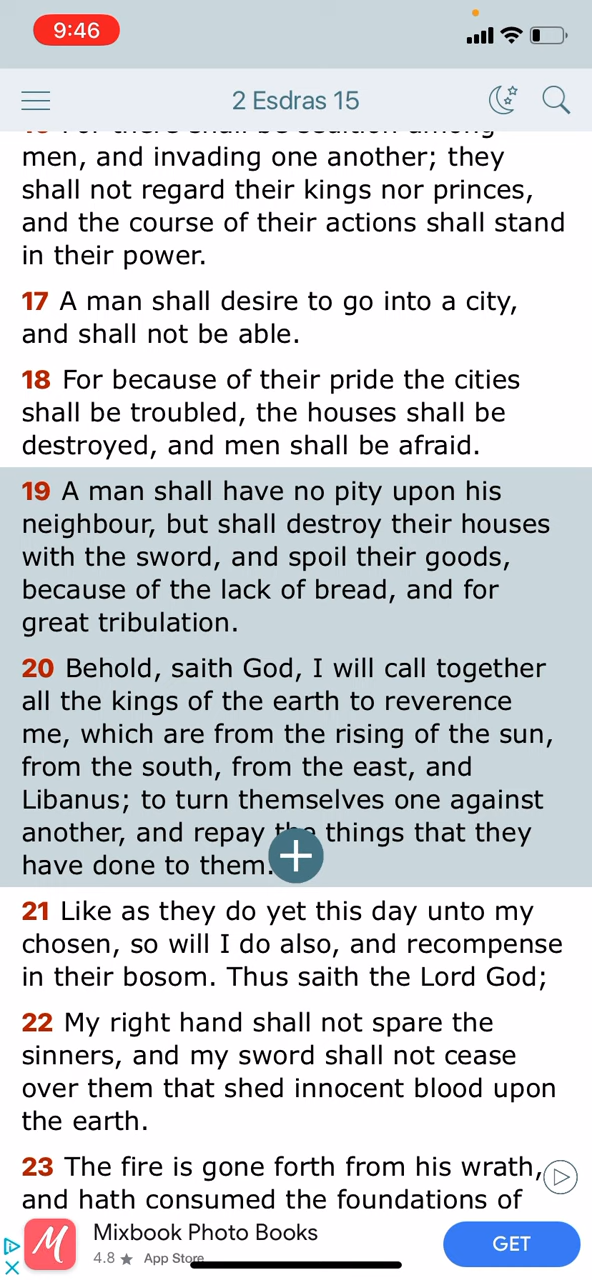 9:46
2 Esdras 15
men, and invading one another; they
shall not regard their kings nor princes,
and the course of their actions shall stand
in their power.
17 A man shall desire to go into a city,
and shall not be able.
18 For because of their pride the cities
shall be troubled, the houses shall be
destroyed, and men shall be afraid.
19 A man shall have no pity upon his
neighbour, but shall destroy their houses
with the sword, and spoil their goods,
because of the lack of bread, and for
great tribulation.
20 Behold, saith God, I will call together
all the kings of the earth to reverence
me, which are from the rising of the sun,
from the south, from the east, and
Libanus; to turn themselves one against
another, and repay the things that they
have done to them.
21 Like as they do yet this day unto my
chosen, so will I do also, and recompense
in their bosom. Thus saith the Lord God;
22 My right hand shall not spare the
sinners, and my sword shall not cease
over them that shed innocent blood upon
the earth.
23 The fire is gone forth from his wrath,
and hath consumed the foundations of
Mixbook Photo Books
4.8 ★ App Store
GET